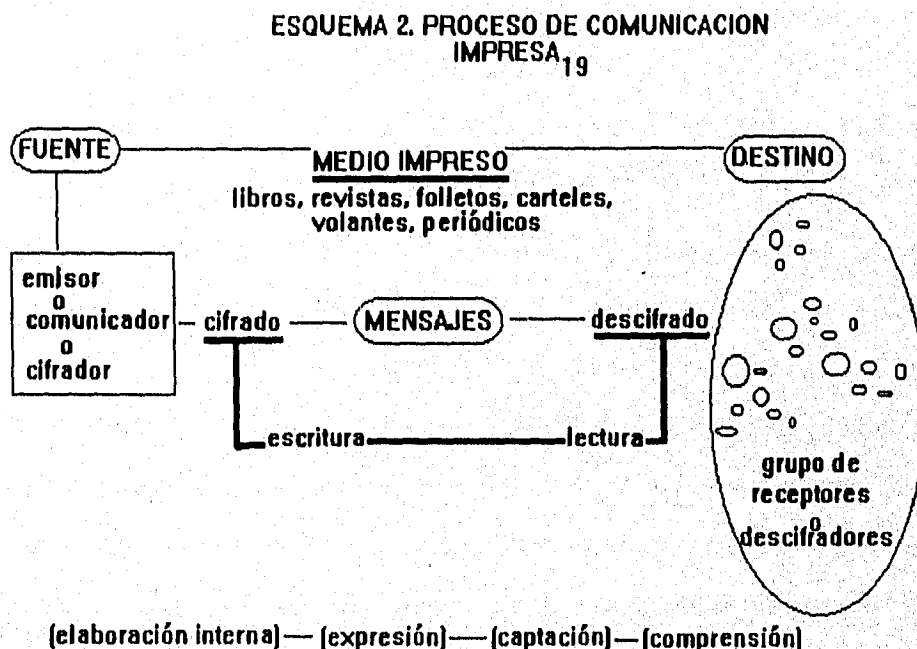 ESQUEMA 2. PROCESO DE COMUNICACION
IMPRESA19
FUENTE
MEDIO IMPRESO
DESTINO
libros, revistas, folletos, carteles,
volantes, periódicos
emisor
o
comunicador
o
cifrador
cifrado
MENSAJES
descifrado
escritura
lectura
grupo de
receptores
o
descifradores
(elaboración interna) — (expresión) — (captación) — (comprensión)